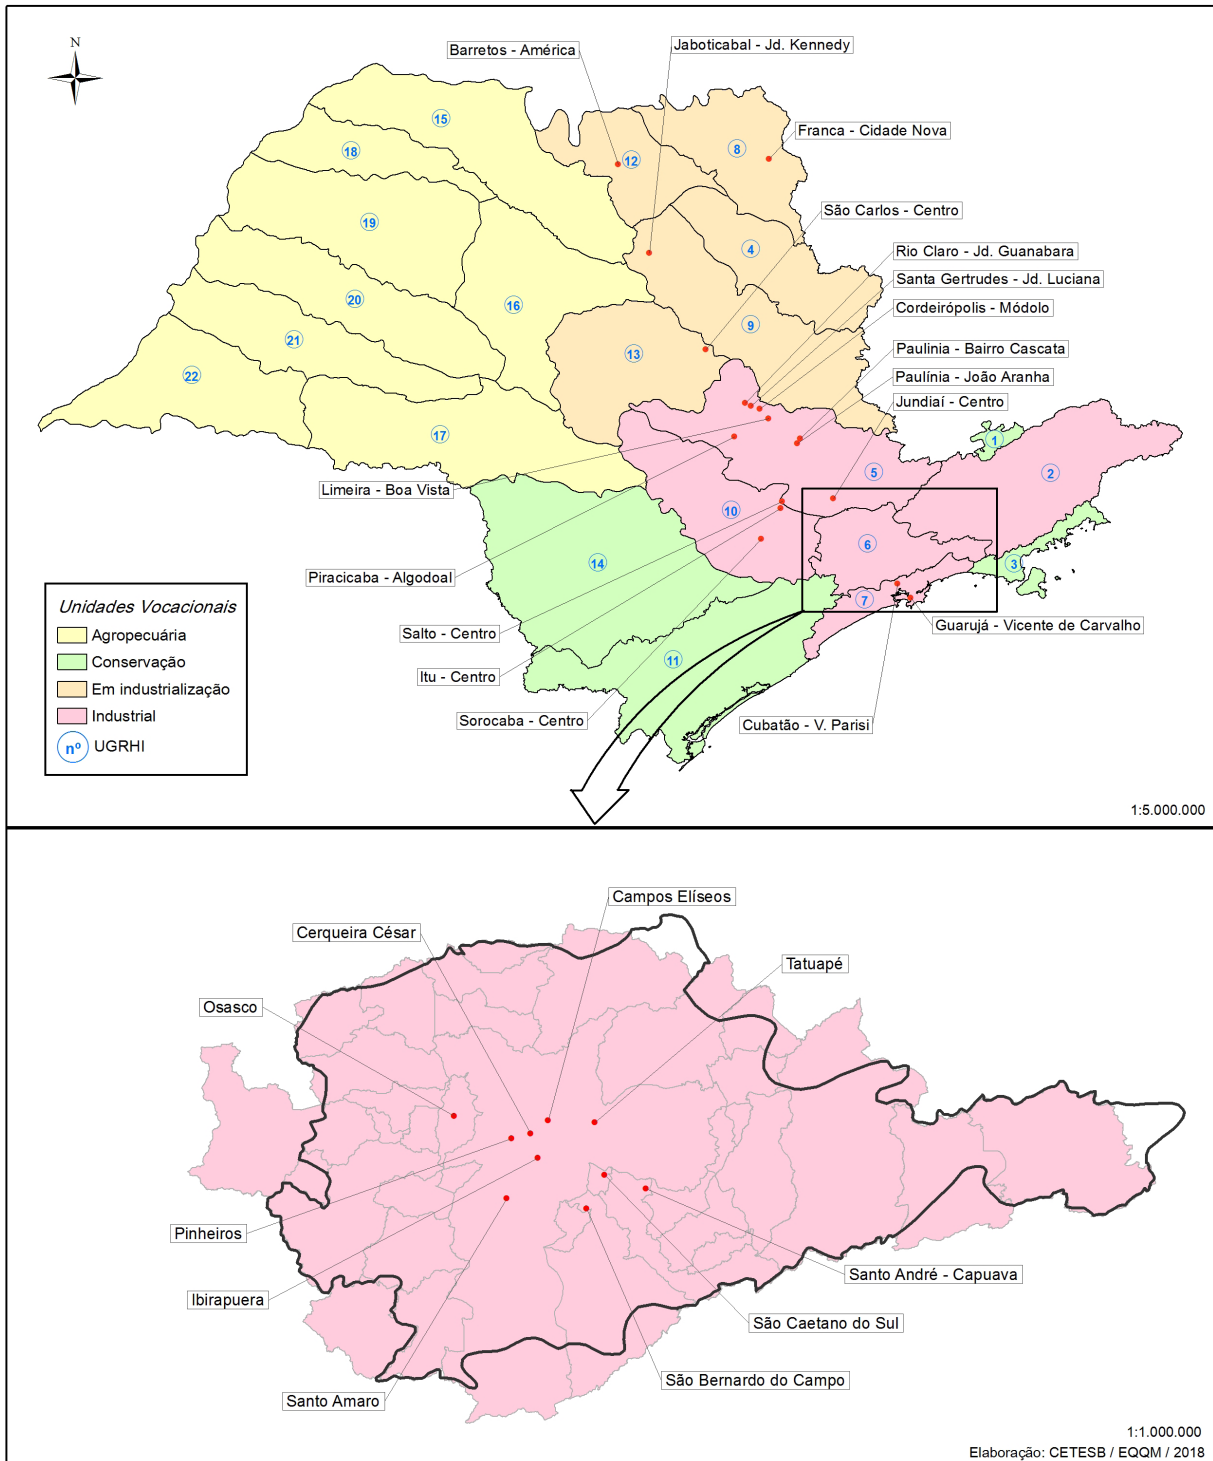 N
Barretos - América
Jaboticabal - Jd. Kennedy
Franca - Cidade Nova
São Carlos - Centro
Rio Claro - Jd. Guanabara
Santa Gertrudes - Jd. Luciana
Cordeirópolis - Módolo
Paulinia - Bairro Cascata
Paulínia - João Aranha
Jundiaí - Centro
15
18
12
8
19
4
20
16
9
21
13
22
17
1
5
2
10
6
14
3
7
11
Limeira - Boa Vista
Piracicaba - Algodoal
Salto - Centro
Itu - Centro
Sorocaba - Centro
Guarujá - Vicente de Carvalho
Cubatão - V. Parisi
Unidades Vocacionais
Agropecuária
Conservação
Em industrialização
Industrial
nº UGRHI
1:5.000.000
Campos Elíseos
Cerqueira César
Tatuapé
Osasco
Pinheiros
Ibirapuera
Santo André - Capuava
São Caetano do Sul
São Bernardo do Campo
Santo Amaro
1:1.000.000
Elaboração: CETESB / EQQM / 2018